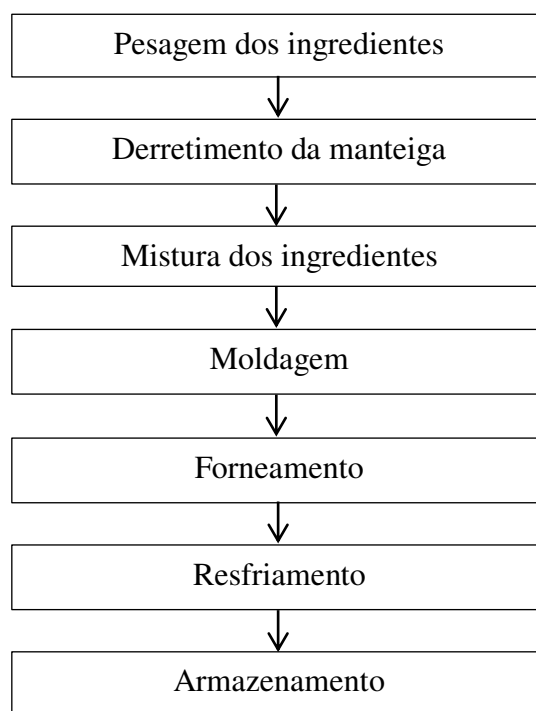 Pesagem dos ingredientes
Derretimento da manteiga
Mistura dos ingredientes
Moldagem
Forneamento
Resfriamento
Armazenamento